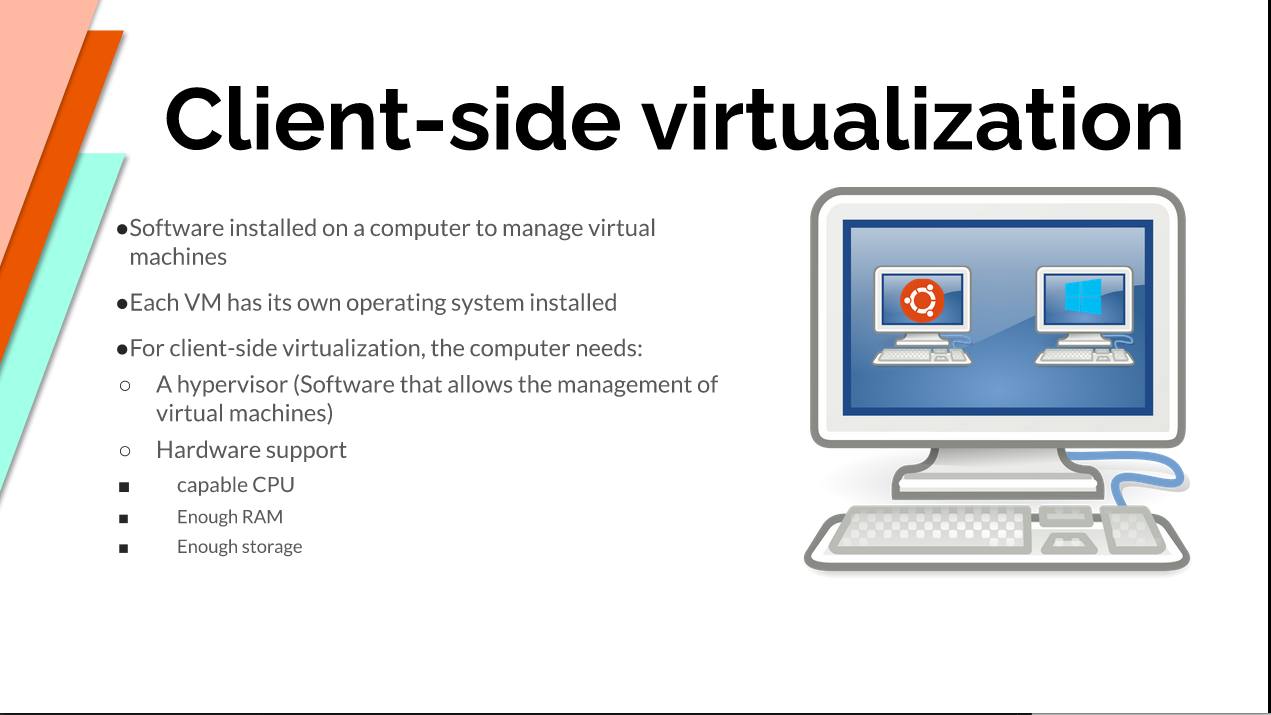 Client-side virtualization
●Software installed on a computer to manage virtual
machines
●Each VM has its own operating system installed
●For client-side virtualization, the computer needs:
○ A hypervisor (Software that allows the management of
virtual machines)
○ Hardware support
■ capable CPU
■ Enough RAM
■ Enough storage